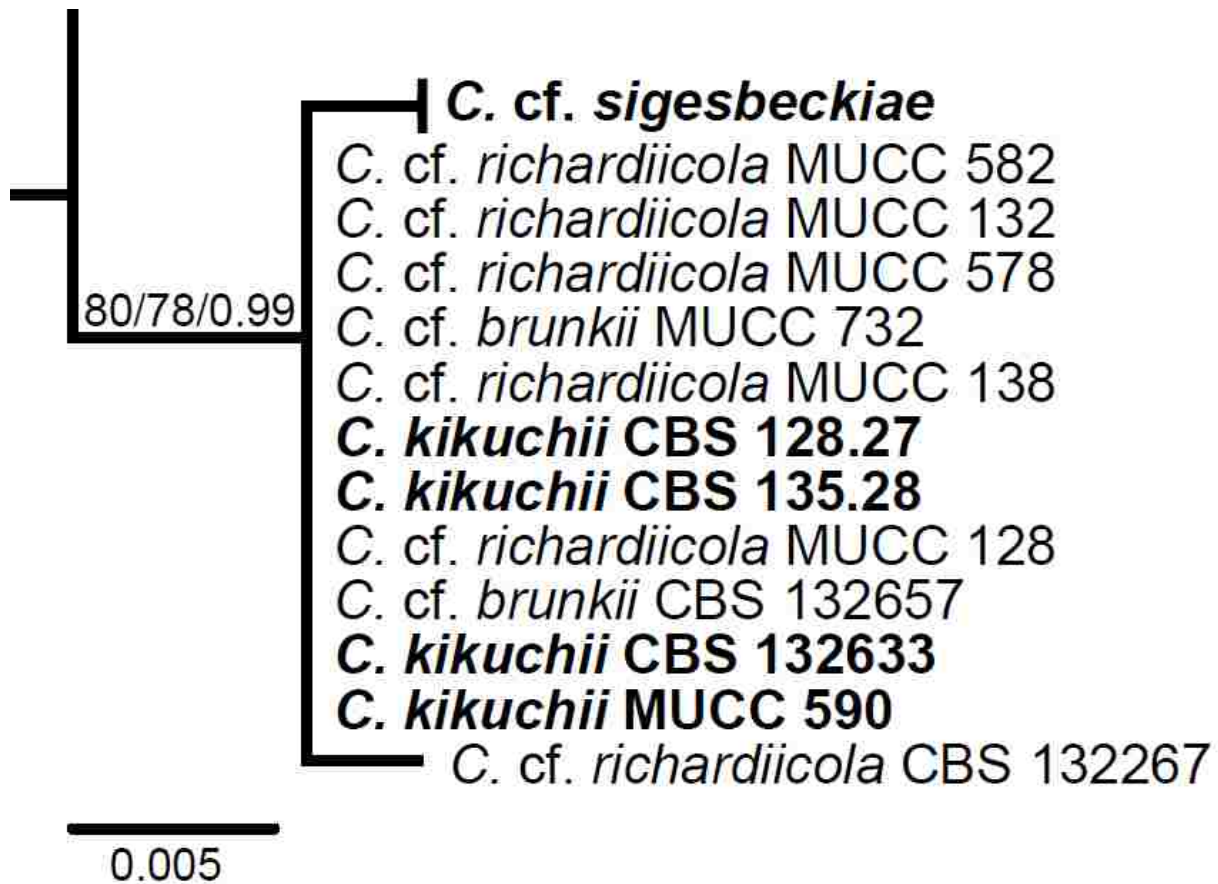 C. cf. sigesbeckiae
C. cf. richardiicola MUCC 582
C. cf. richardiicola MUCC 132
C. cf. richardiicola MUCC 578
80/78/0.99
C. cf. brunkii MUCC 732
C. cf. richardiicola MUCC 138
C. kikuchii CBS 128.27
C. kikuchii CBS 135.28
C. cf. richardiicola MUCC 128
C. cf. brunkii CBS 132657
C. kikuchii CBS 132633
C. kikuchii MUCC 590
C. cf. richardiicola CBS 132267
0.005